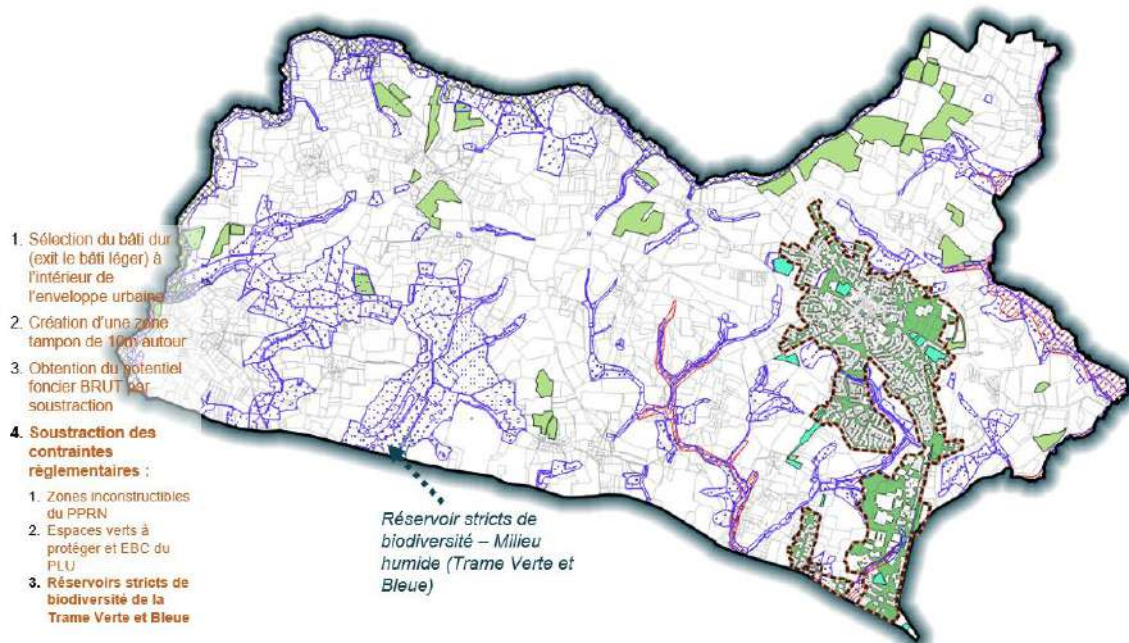 1. Sélection du bâti dur
(exit le bâti léger) à
l'intérieur de
l'enveloppe urbaine
2. Création d'une zone
tampon de 10m autour
3. Obtention du potentiel
foncier BRUT par
soustraction
4. Soustraction des
contraintes
règlementaires :
1. Zones inconstructibles
du PPRN
2. Espaces verts à
protéger et EBC du
PLU
3. Réservoirs stricts de
biodiversité de la
Trame Verte et Bleue
Réservoir stricts de
biodiversité – Milieu
humide (Trame Verte et
Bleue)